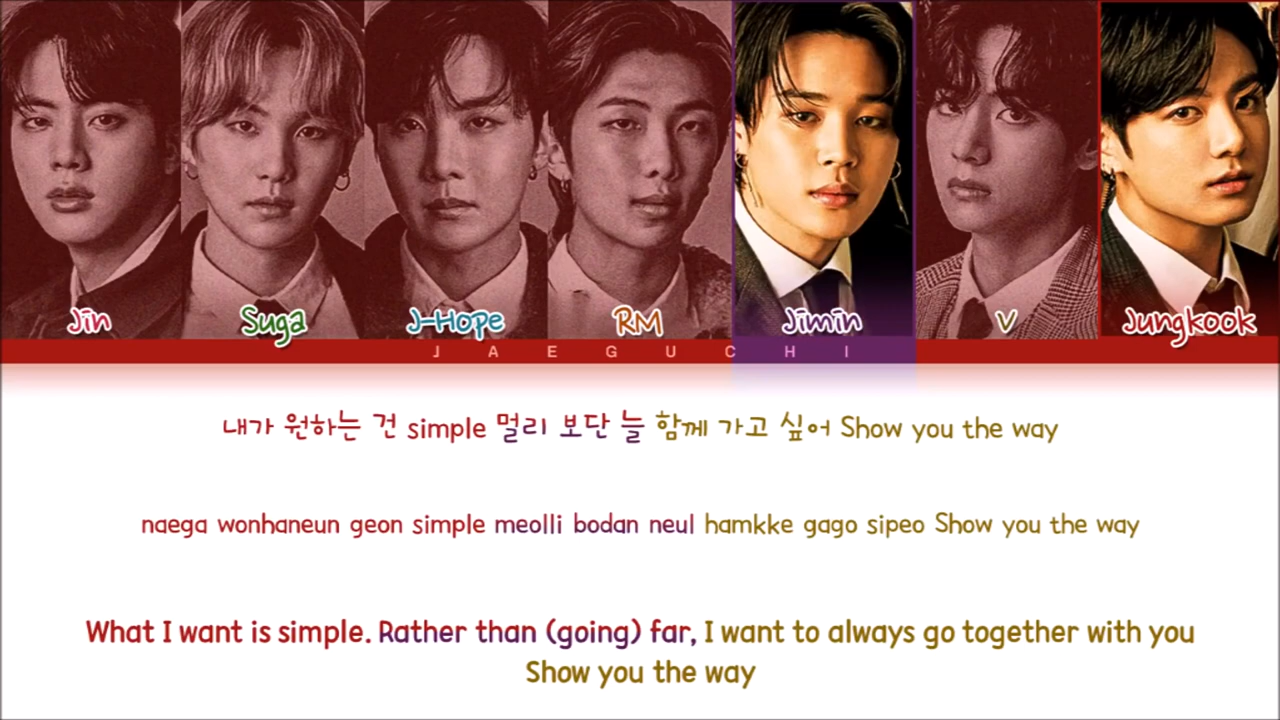 Jin
Suga
J-Hope
RM
Jimin
V
Jungkook
JAEGUCHI
내가 원하는 건 simple 멀리 보단 늘 함께 가고 싶어 Show you the way
naega wonhaneun geon simple meolli bodan neul hamkke gago sipeo Show you the way
What I want is simple. Rather than (going) far, I want to always go together with you
Show you the way